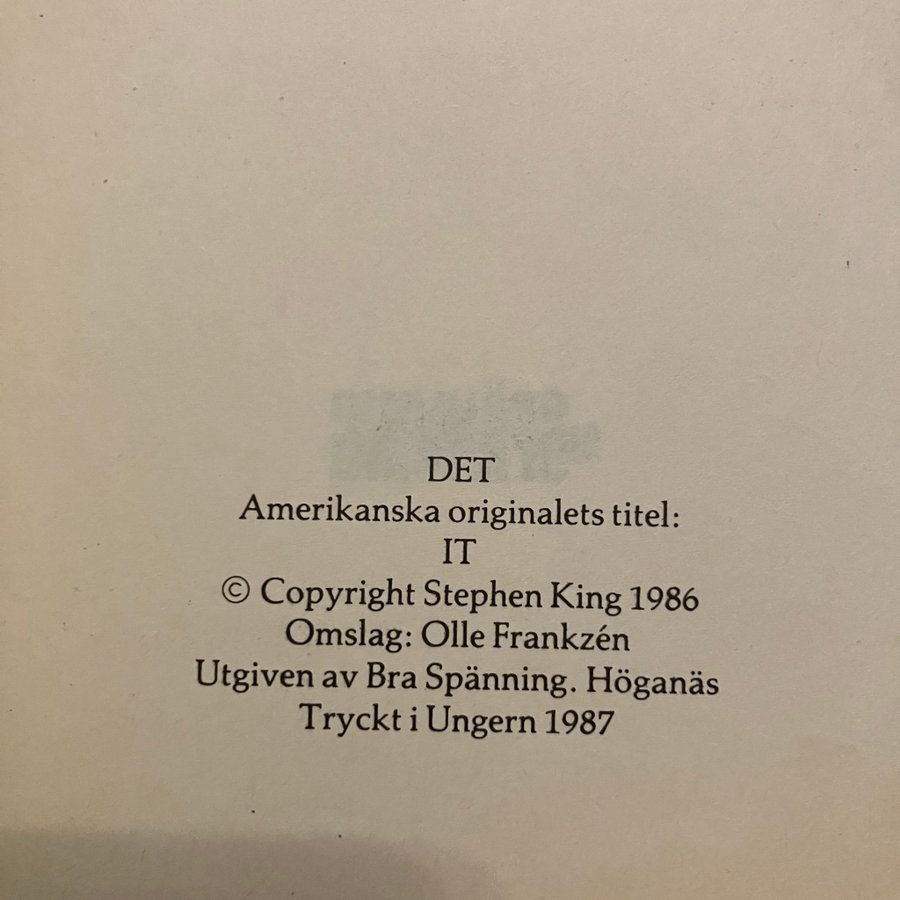 DET
Amerikanska originalets titel:
IT
© Copyright Stephen King 1986
Omslag: Olle Frankzén
Utgiven av Bra Spänning. Höganäs
Tryckt i Ungern 1987